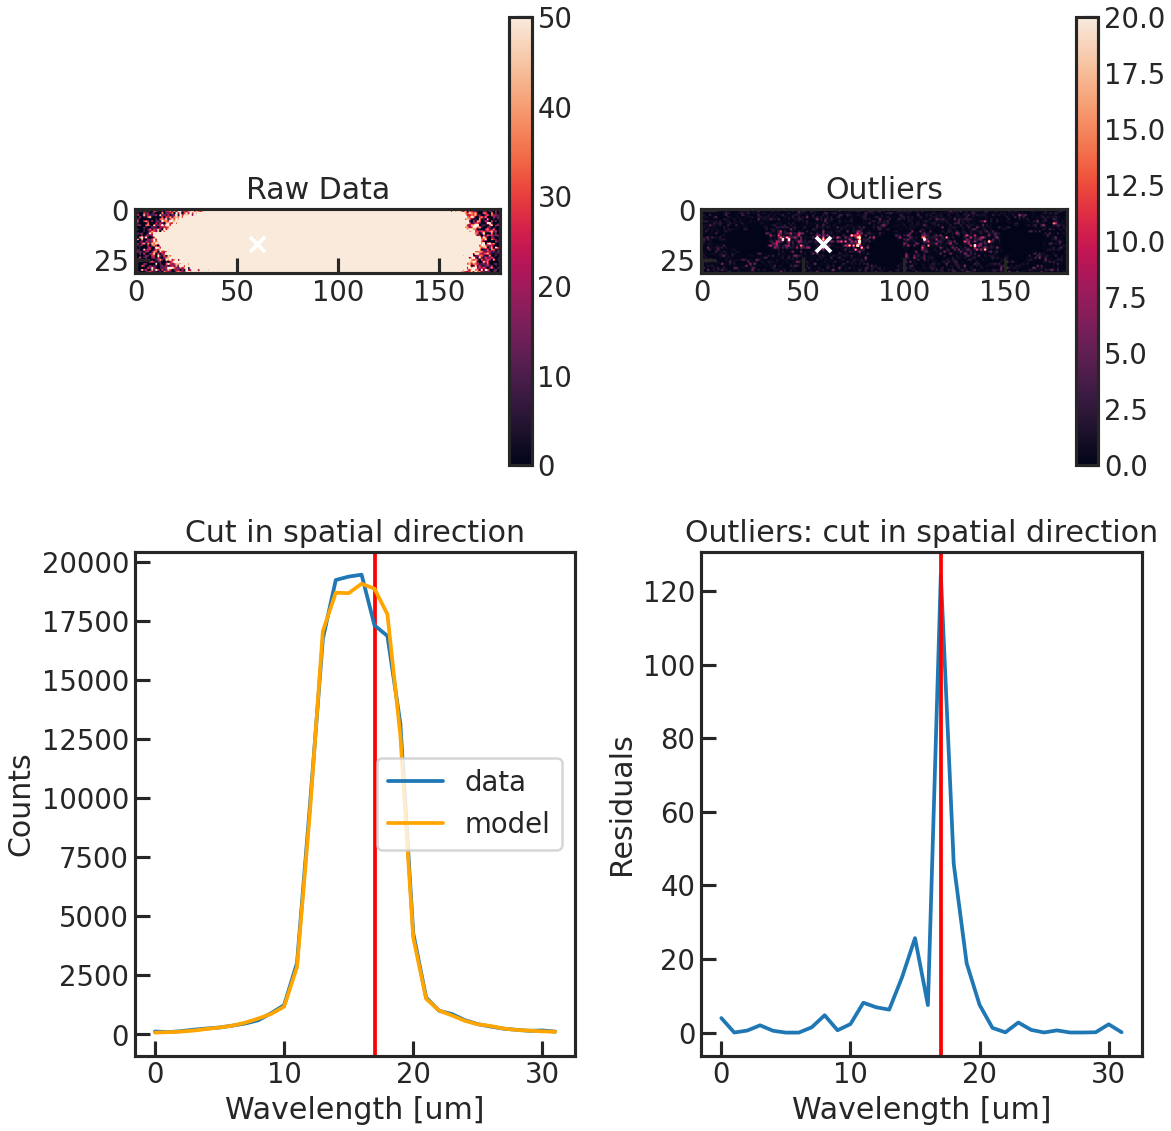 Raw Data
0
25
0 50 100 150
50
40
30
20
10
0
Outliers
0
25
0 50 100 150
20.0
17.5
15.0
12.5
10.0
7.5
5.0
2.5
0.0
Cut in spatial direction
20000
17500
15000
12500
10000
7500
5000
2500
0
Counts
data
model
0 10 20 30
Wavelength [um]
Outliers: cut in spatial direction
120
100
80
60
40
20
0
Residuals
0 10 20 30
Wavelength [um]